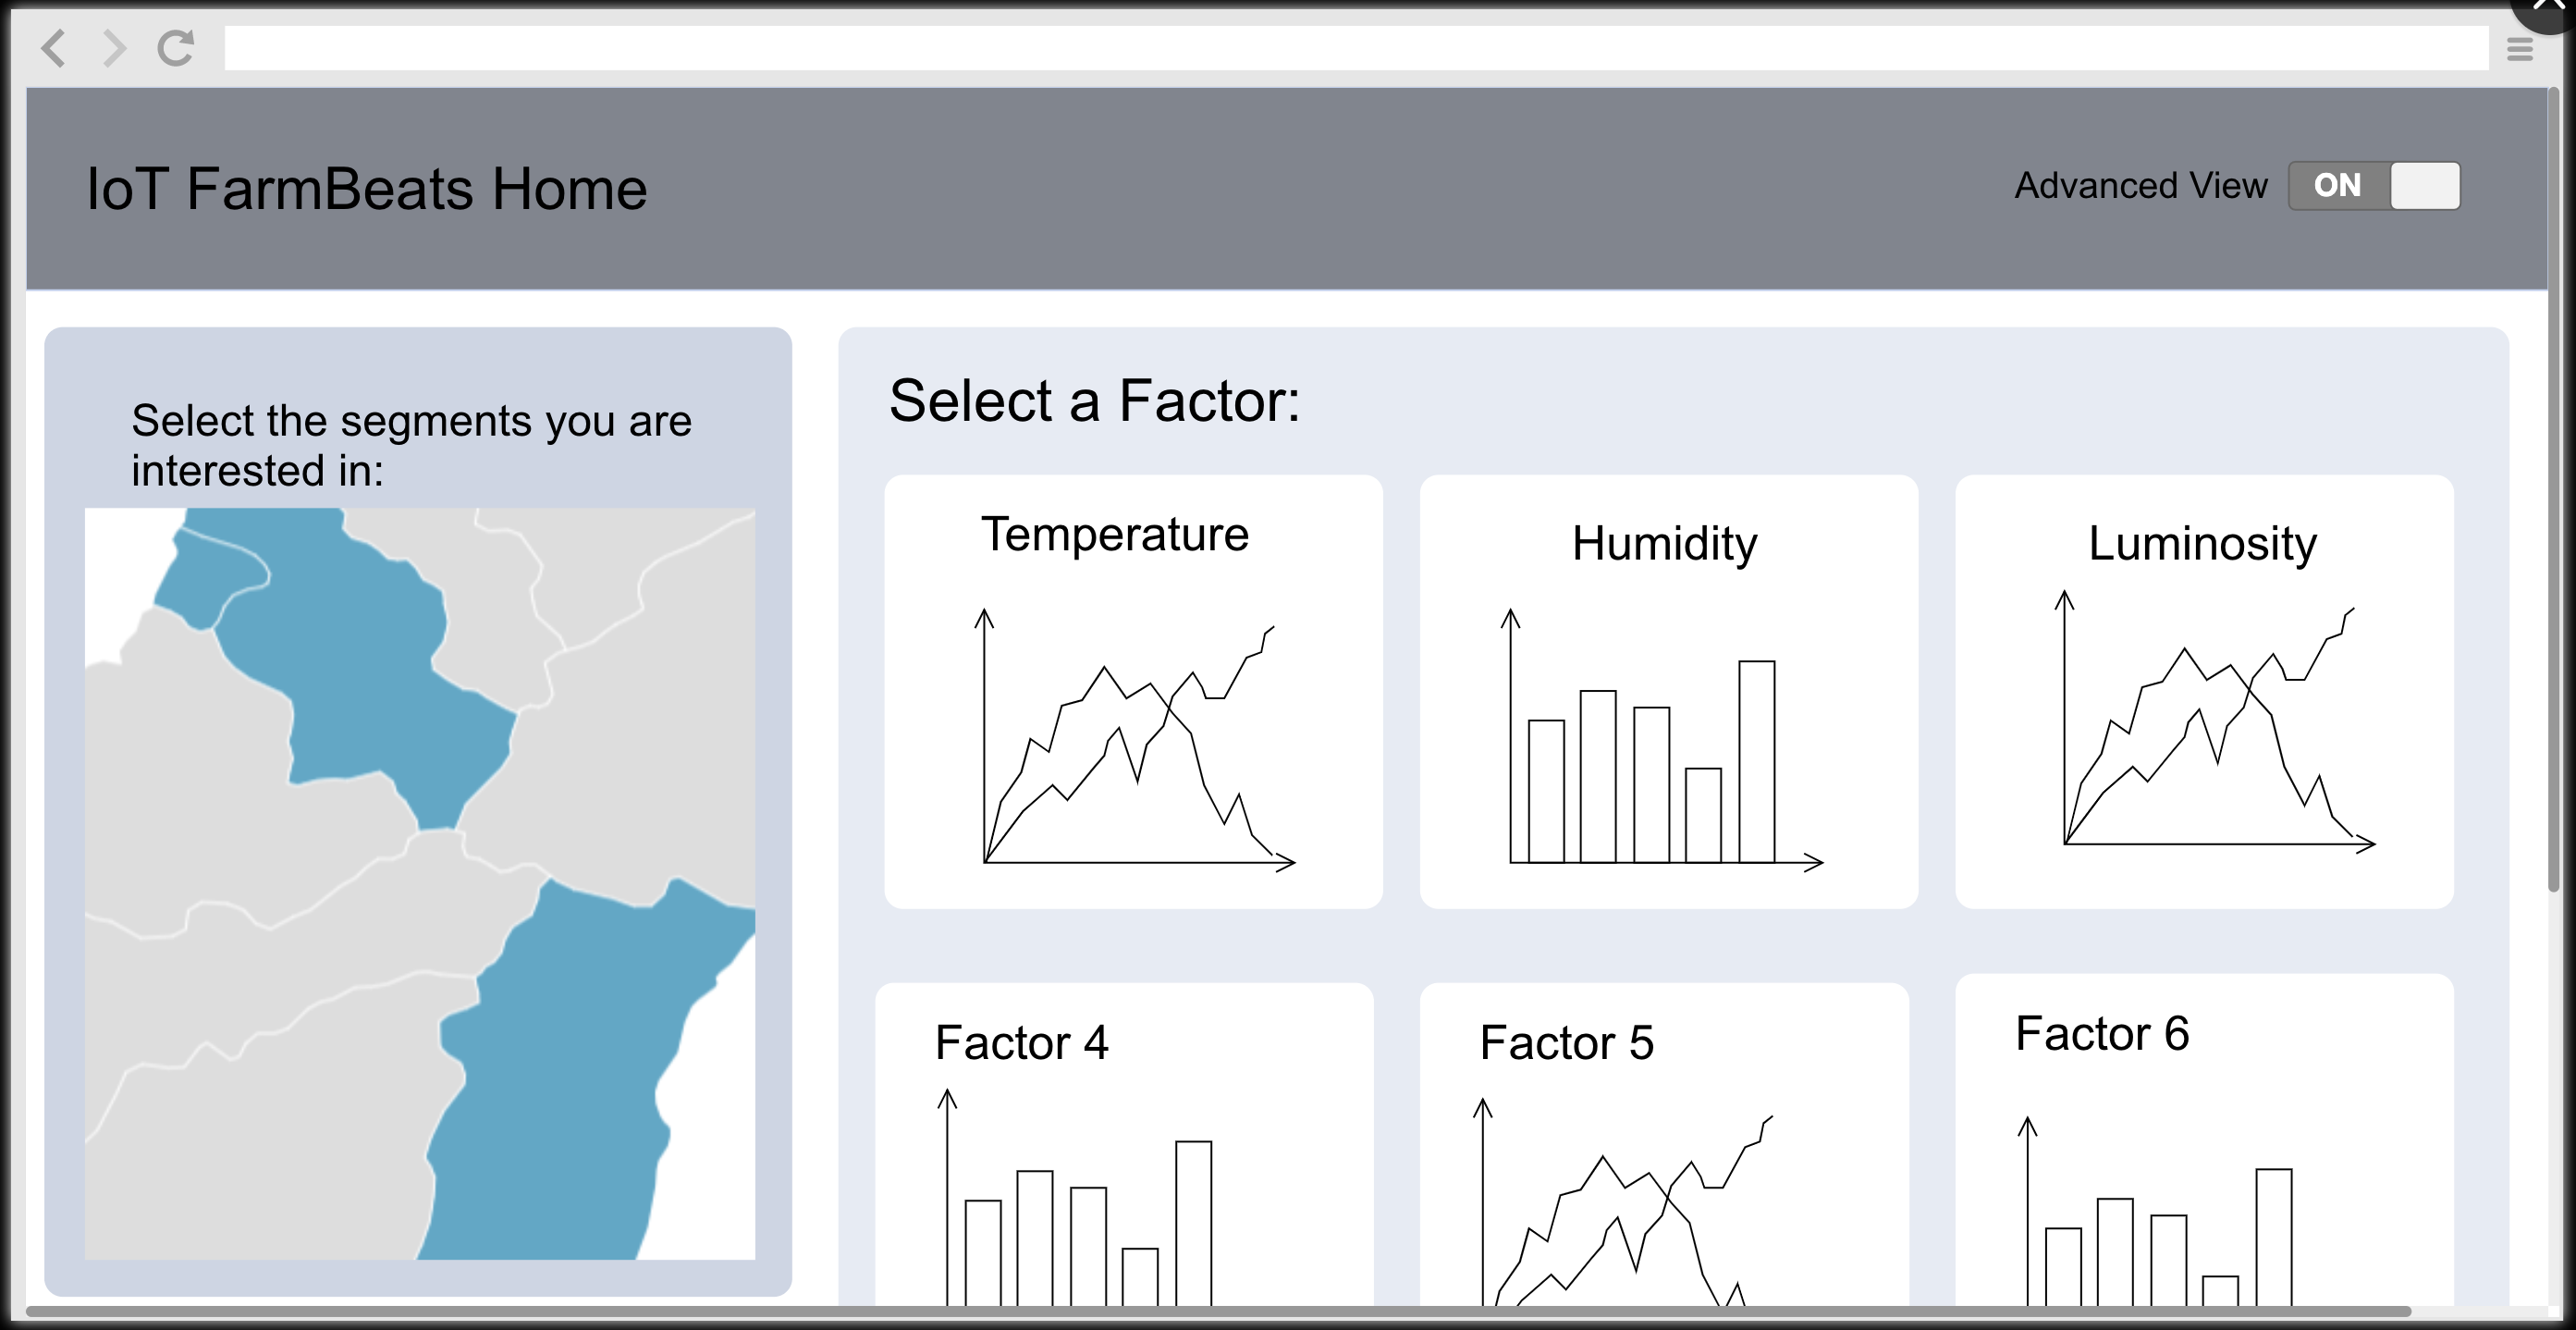 IoT FarmBeats Home
Advanced View ON
Select the segments you are
interested in:
Select a Factor:
Temperature
Humidity
Luminosity
Factor 4
Factor 5
Factor 6